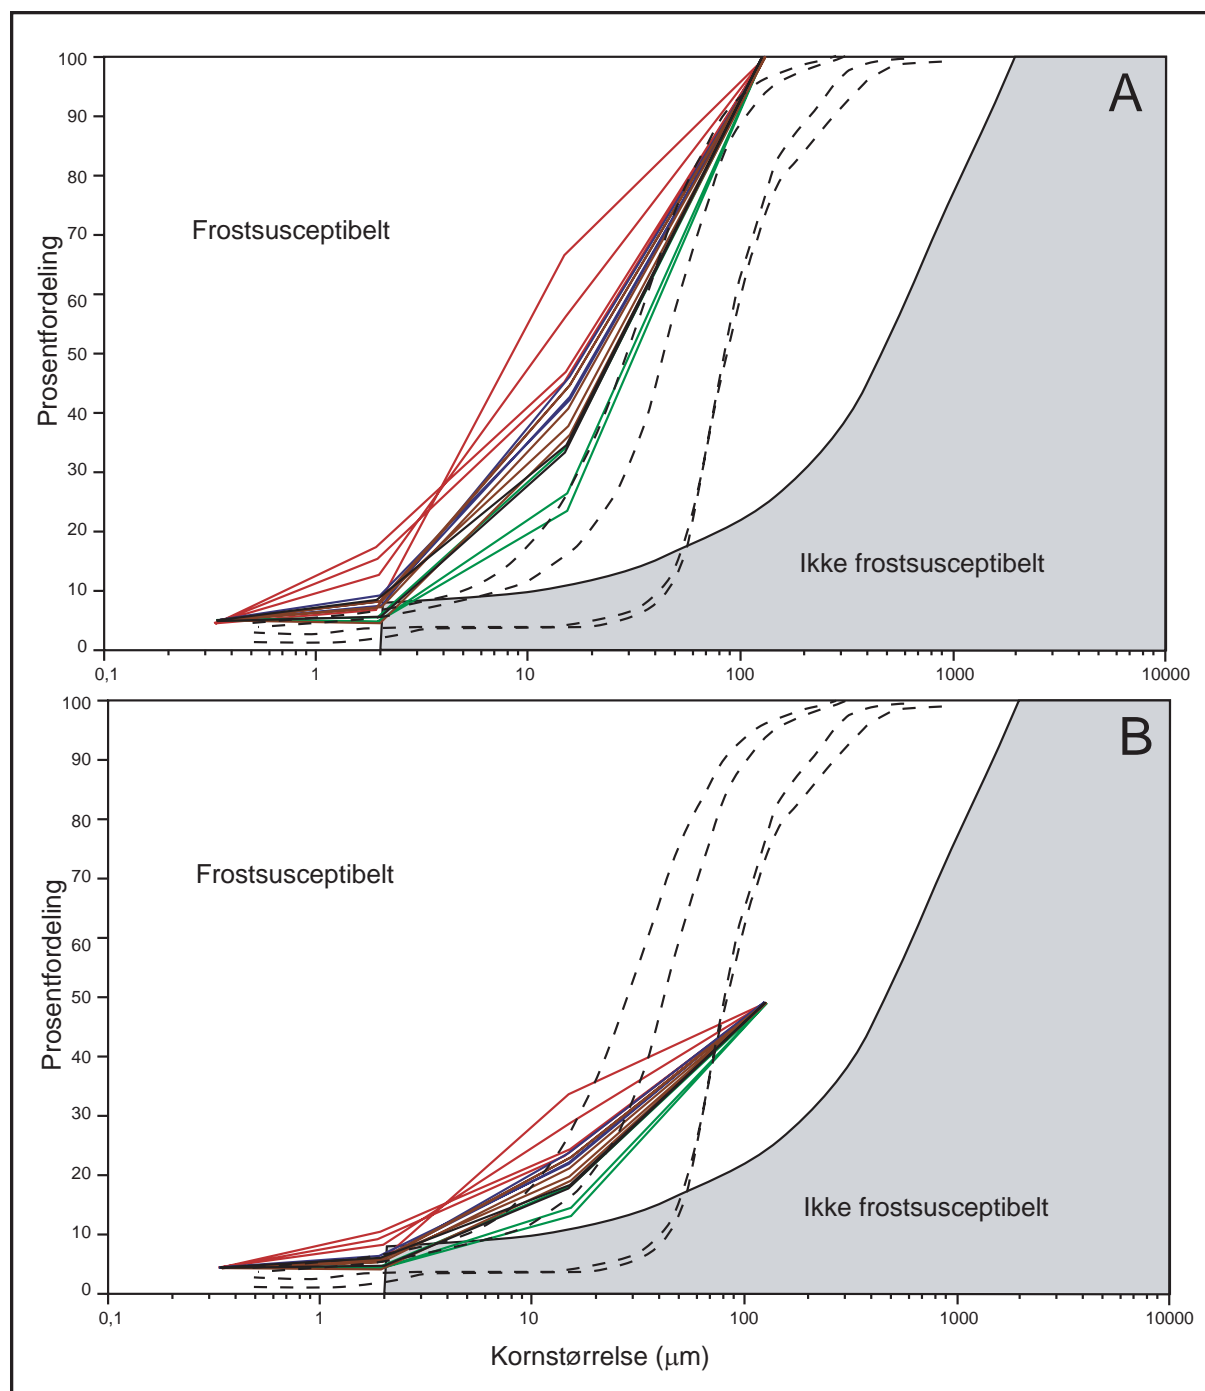 A
100
90
80
70
60
50
40
30
20
10
0
Prosentfordeling
Frostsusceptibelt
Ikke frostsusceptibelt
0,1 1 10 100 1000 10000
B
100
90
80
70
60
50
40
30
20
10
0
Prosentfordeling
Frostsusceptibelt
Ikke frostsusceptibelt
0,1 1 10 100 1000 10000
Kornstørrelse (μm)